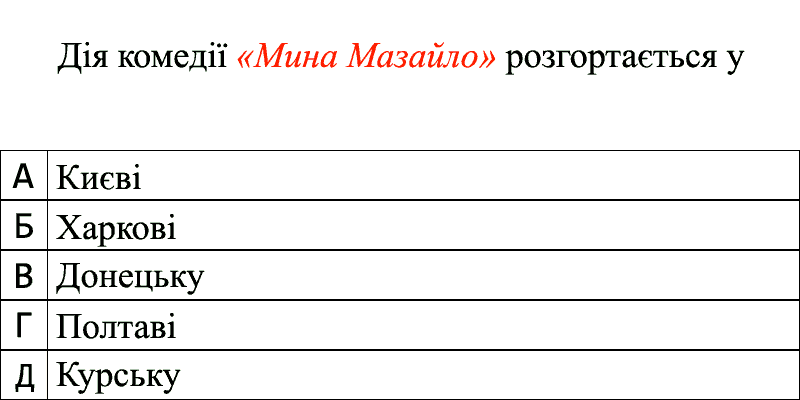 Дія комедії «Мина Мазайло» розгортається у
А Києві
Б Харкові
В Донецьку
Г Полтаві
Д Курську